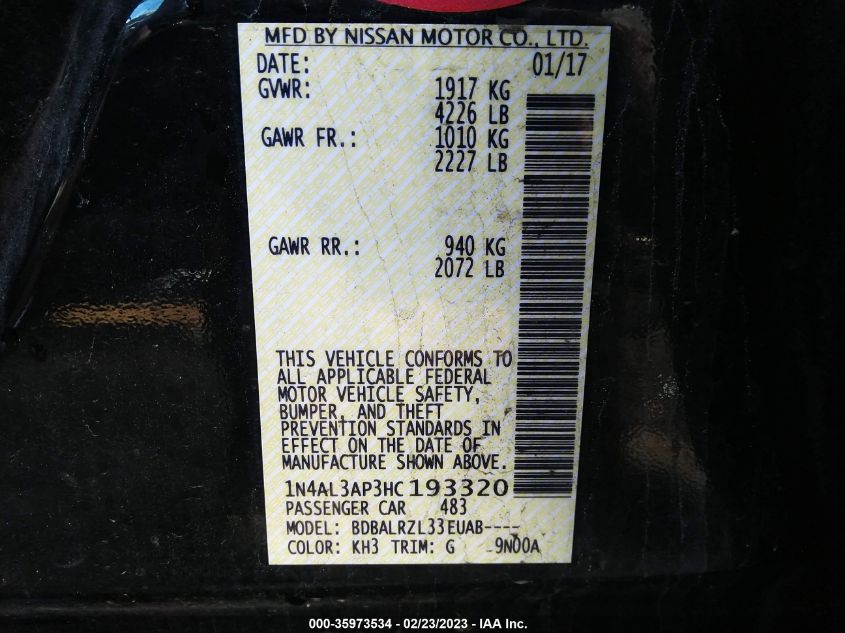 MFD BY NISSAN MOTOR CO., LTD.
DATE: 01/17
GVWR: 1917 KG
4226 LB
GAWR FR.: 1010 KG
2227 LB
GAWR RR.: 940 KG
2072 LB
THIS VEHICLE CONFORMS TO
ALL APPLICABLE FEDERAL
MOTOR VEHICLE SAFETY,
BUMPER, AND THEFT
PREVENTION STANDARDS IN
EFFECT ON THE DATE OF
MANUFACTURE SHOWN ABOVE.
1N4AL3AP3HC193320
PASSENGER CAR 483
MODEL: BDBALRZL33EUAB----
COLOR: KH3 TRIM: G 9N00A
000-35973534 - 02/23/2023 - IAA Inc.